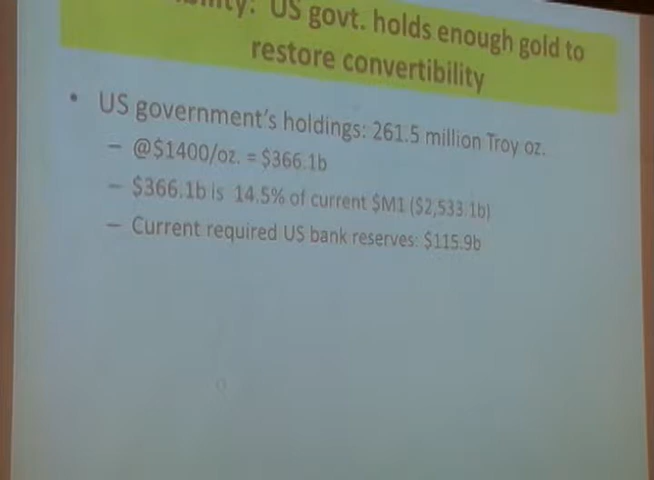 US govt. holds enough gold to
restore convertibility
• US government's holdings: 261.5 million Troy oz.
– @$1400/oz. = $366.1b
– $366.1b is 14.5% of current $M1 ($2,533.1b)
– Current required US bank reserves: $115.9b